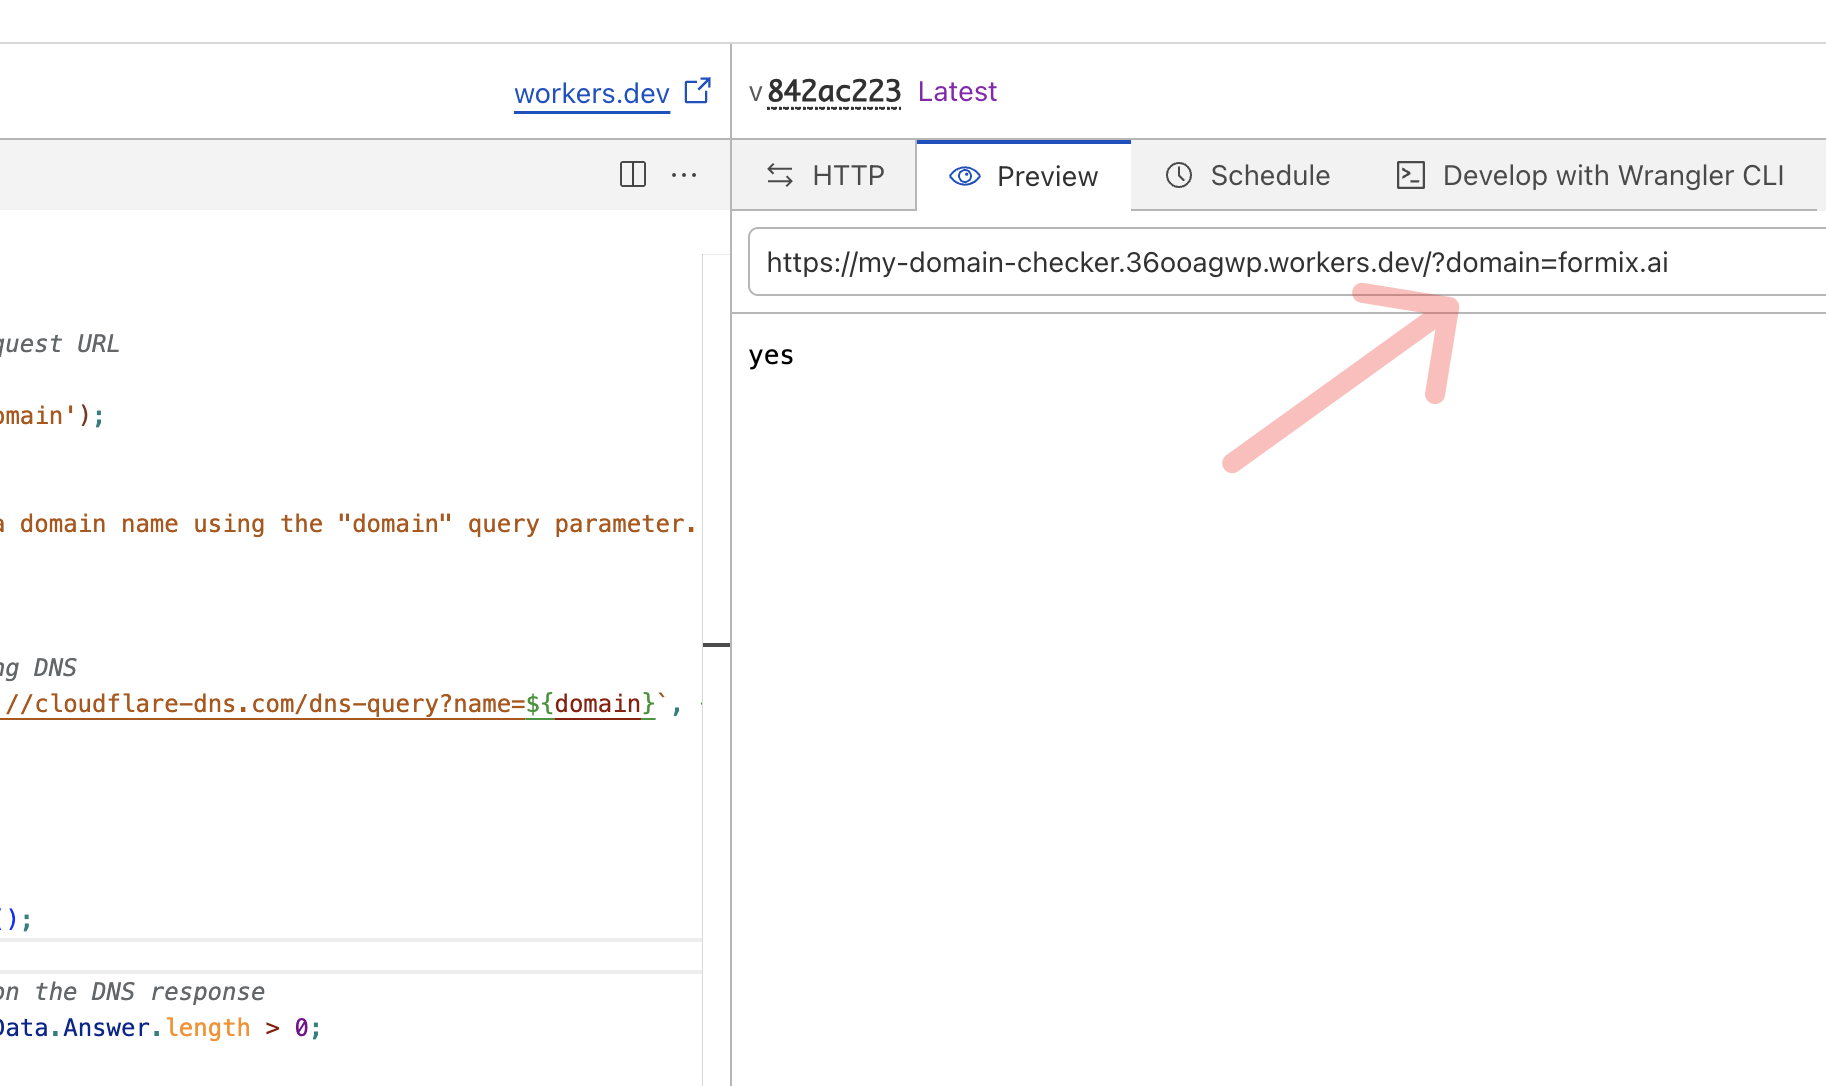 workers.dev
v 842ac223 Latest
HTTP Preview Schedule Develop with Wrangler CLI
https://my-domain-checker.36ooagwp.workers.dev/?domain=formix.ai
yes
quest URL
omain');
a domain name using the "domain" query parameter.
ng DNS
//cloudflare-dns.com/dns-query?name=${domain}`,
();
on the DNS response
Data.Answer.length > 0;